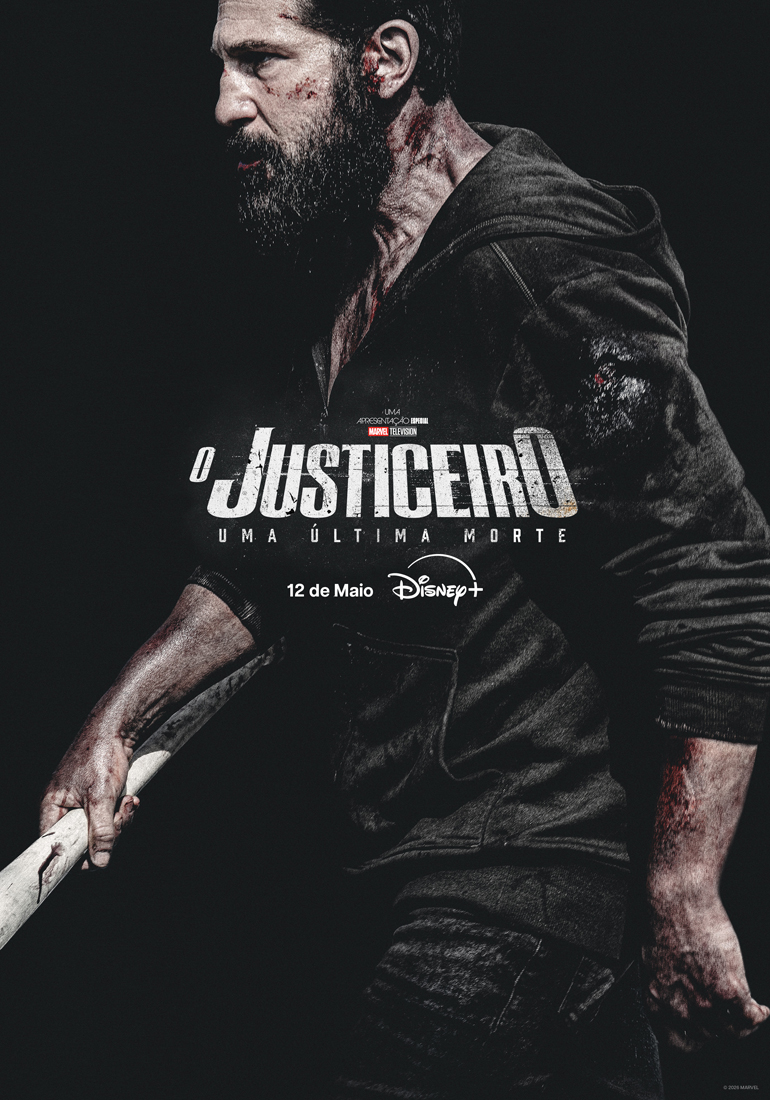 UMA
APRESENTAÇÃO ESPECIAL
MARVEL TELEVISION
O JUSTICEIRO
UMA ÚLTIMA MORTE
12 de Maio Disney+
© 2026 MARVEL